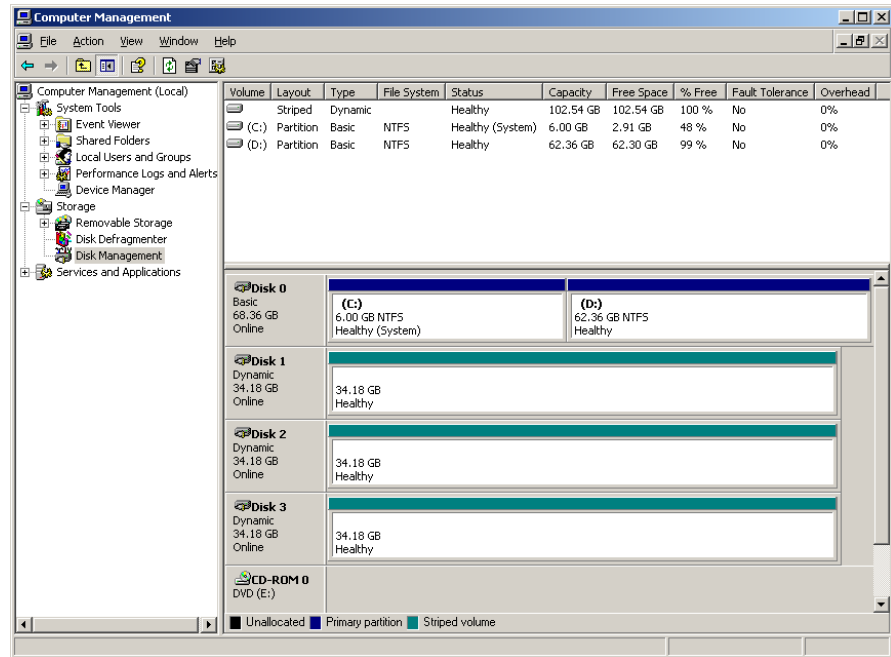 Computer Management
File Action View Window Help
Computer Management (Local)
System Tools
Event Viewer
Shared Folders
Local Users and Groups
Performance Logs and Alerts
Device Manager
Storage
Removable Storage
Disk Defragmenter
Disk Management
Services and Applications
Volume Layout Type File System Status Capacity Free Space % Free Fault Tolerance Overhead
Striped Dynamic Healthy 102.54 GB 102.54 GB 100 % No 0%
(C:) Partition Basic NTFS Healthy (System) 6.00 GB 2.91 GB 48 % No 0%
(D:) Partition Basic NTFS Healthy 62.36 GB 62.30 GB 99 % No 0%
Disk 0
Basic
68.36 GB
Online
(C:)
6.00 GB NTFS
Healthy (System)
(D:)
62.36 GB NTFS
Healthy
Disk 1
Dynamic
34.18 GB
Online
34.18 GB
Healthy
Disk 2
Dynamic
34.18 GB
Online
34.18 GB
Healthy
Disk 3
Dynamic
34.18 GB
Online
34.18 GB
Healthy
CD-ROM 0
DVD (E:)
Unallocated Primary partition Striped volume